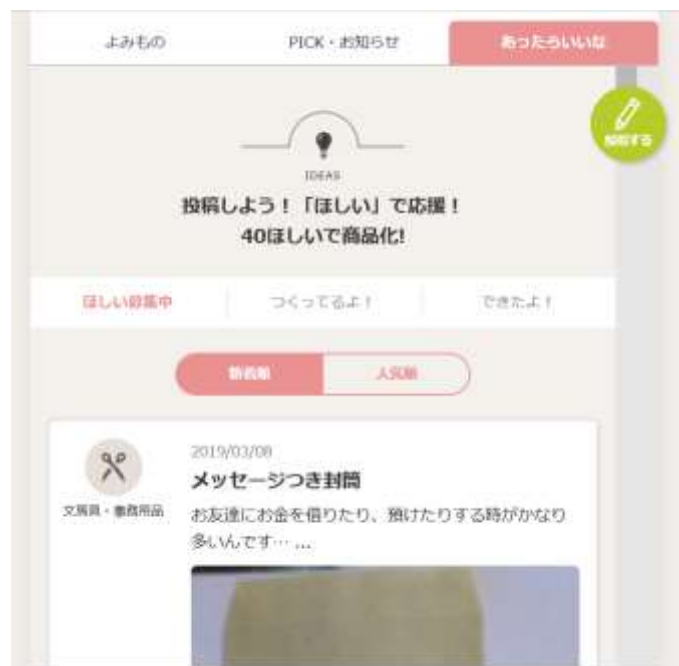 よみもの
PICK・お知らせ
あったらいいな
投稿する
IDEAS
投稿しよう！「ほしい」で応援！
40ほしいで商品化!
ほしい募集中
つくってるよ！
できたよ！
新着順
人気順
2019/03/08
メッセージつき封筒
文房具・事務用品
お友達にお金を借りたり、預けたりする時がかなり
多いんです… ...